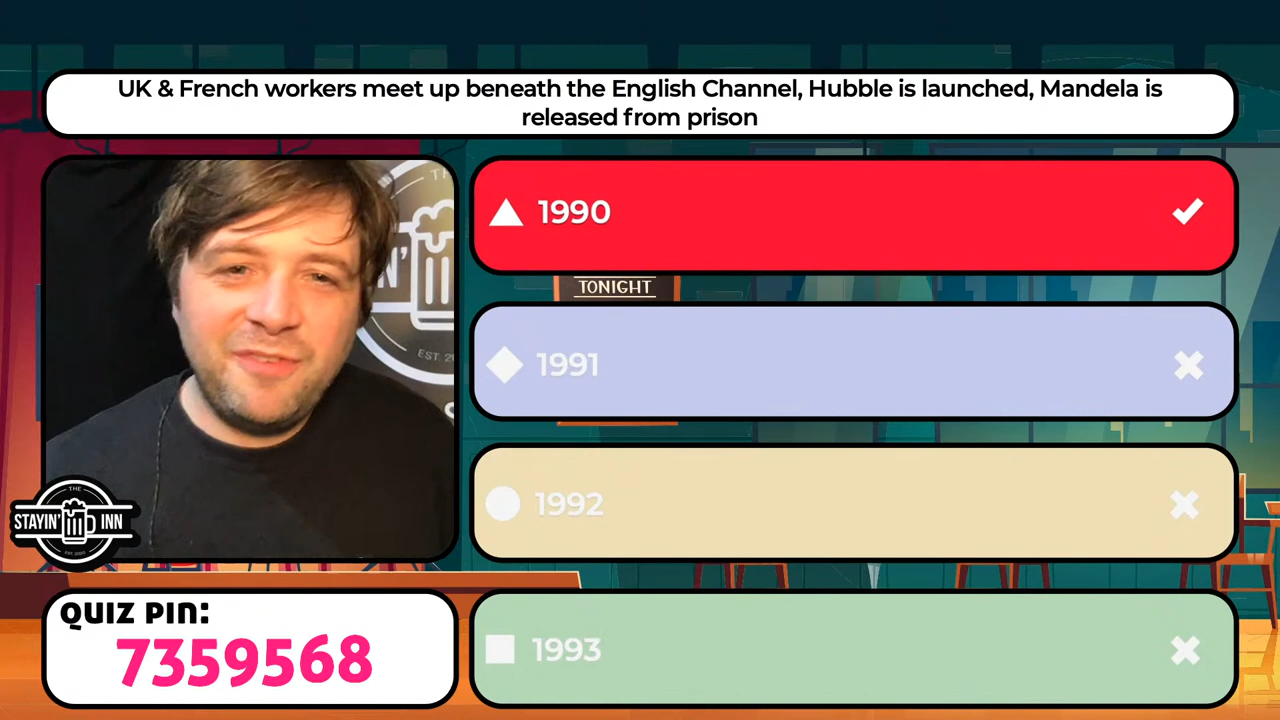 UK & French workers meet up beneath the English Channel, Hubble is launched, Mandela is
released from prison
1990
TONIGHT
1991
1992
1993
THE
STAYIN' INN
QUIZ PIN:
7359568